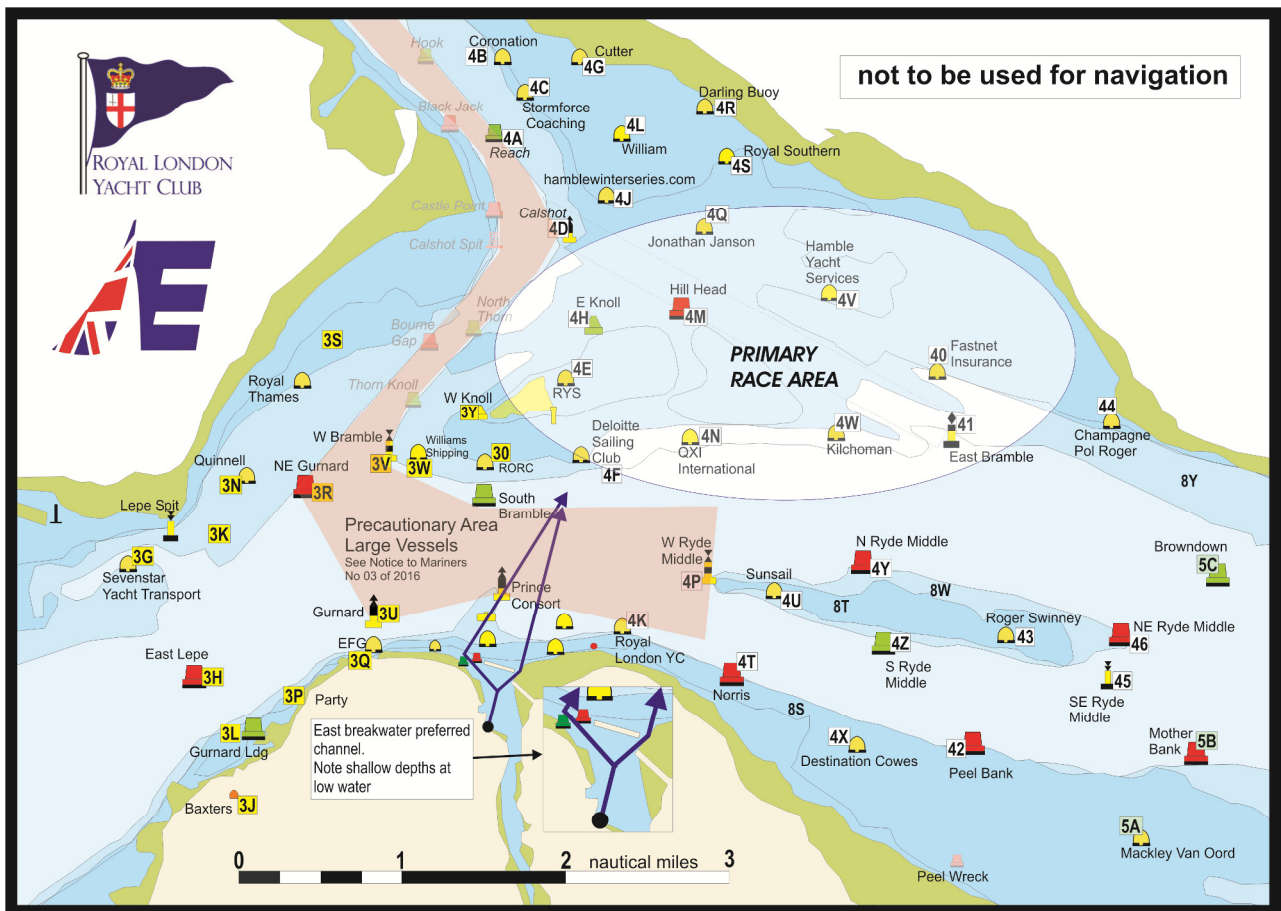 Hook
Coronation
4B
Cutter
4G
not to be used for navigation
4C
Stormforce
Coaching
Darling Buoy
4R
Black Jack
4A
Reach
4L
William
ROYAL LONDON
YACHT CLUB
Royal Southern
4S
hamblewinterseries.com
4J
Castle Point
Calshot
4D
4Q
Jonathan Janson
Calshot Spit
Hamble
Yacht
Services
4V
E
Hill Head
4M
E Knoll
4H
North
Thorn
Bourne
Gap
3S
PRIMARY
RACE AREA
40
Fastnet
Insurance
Royal
Thames
4E
RYS
Thorn Knoll
W Knoll
3Y
44
Champagne
Pol Roger
W Bramble
3V
Williams
Shipping
3W
30
RORC
Deloitte
Sailing
Club
4F
4N
QXI
International
4W
Kilchoman
41
East Bramble
8Y
Quinnell
3N
NE Gurnard
3R
Lepe Spit
3K
South
Bramble
Precautionary Area
Large Vessels
See Notice to Mariners
No 03 of 2016
W Ryde
Middle
4P
N Ryde Middle
4Y
Browndown
5C
3G
Sevenstar
Yacht Transport
Prince
Consort
Sunsail
4U
8T
8W
Gurnard
3U
4K
Royal
London YC
Roger Swinney
43
NE Ryde Middle
46
EFG
3Q
4Z
S Ryde
Middle
East Lepe
3H
4T
Norris
45
SE Ryde
Middle
3P
Party
8S
3L
Gurnard Ldg
East breakwater preferred
channel.
Note shallow depths at
low water
4X
Destination Cowes
42
Peel Bank
Mother
Bank
5B
Baxters
3J
5A
Mackley Van Oord
0
1
2
nautical miles
3
Peel Wreck